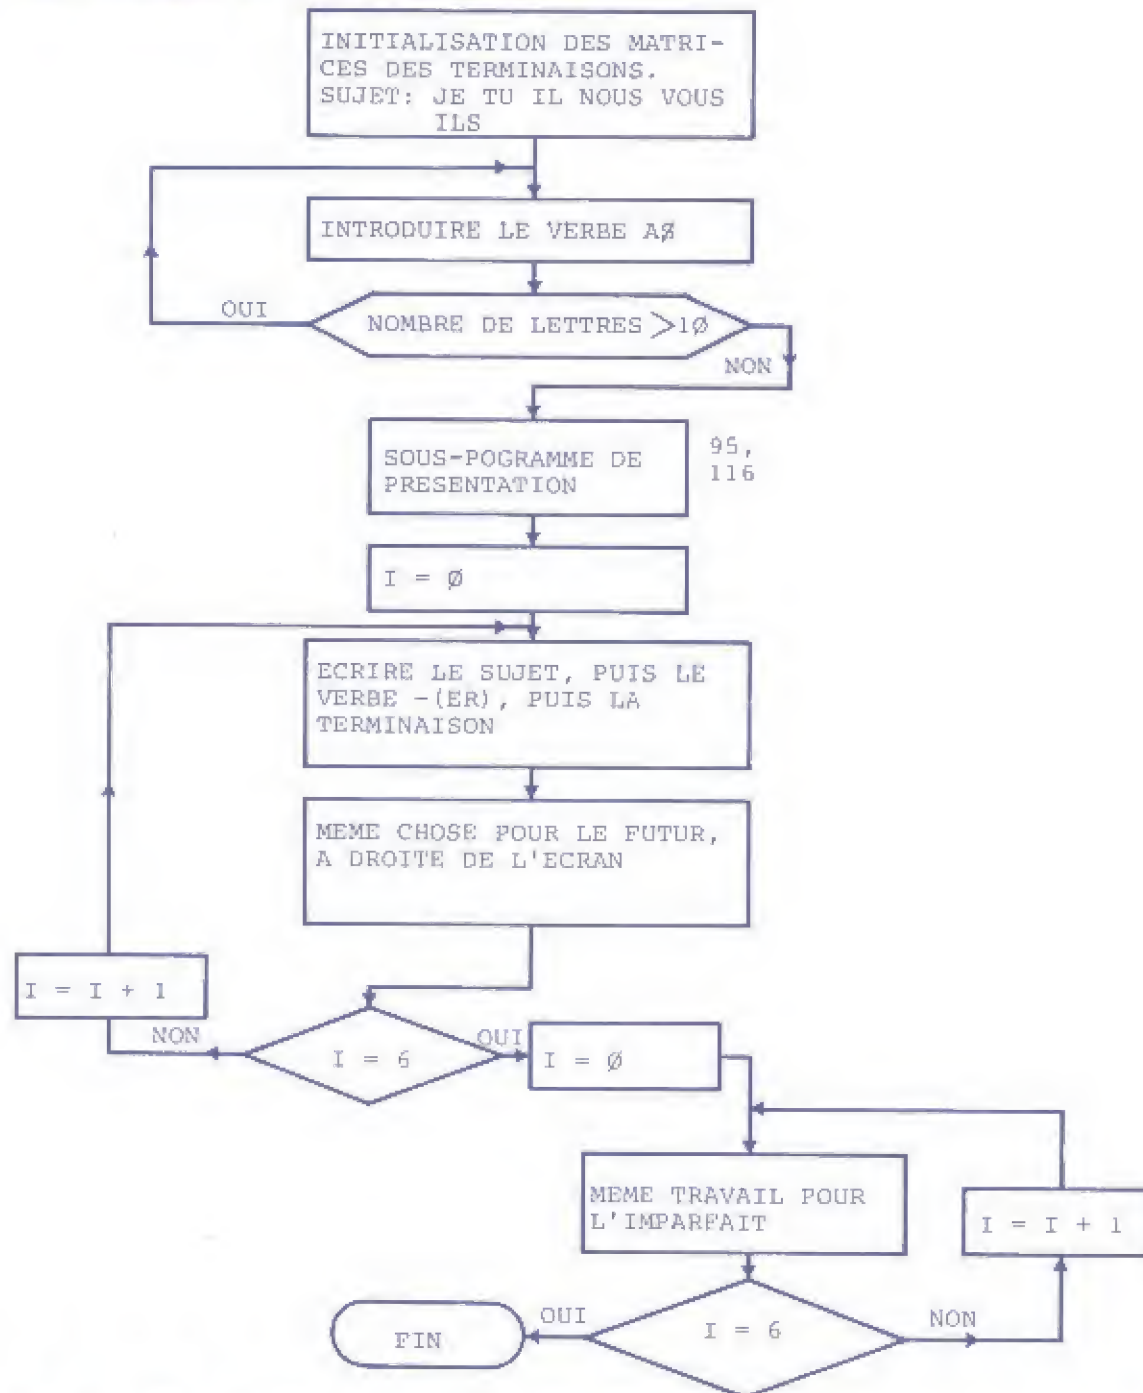 INITIALISATION DES MATRI-
CES DES TERMINAISONS.
SUJET: JE TU IL NOUS VOUS
ILS
INTRODUIRE LE VERBE A$
OUI
NOMBRE DE LETTRES >1Ø
NON
SOUS-POGRAMME DE
PRESENTATION
95,
116
I = Ø
ECRIRE LE SUJET, PUIS LE
VERBE -(ER), PUIS LA
TERMINAISON
MEME CHOSE POUR LE FUTUR,
A DROITE DE L'ECRAN
I = I + 1
NON
I = 6
OUI
I = Ø
MEME TRAVAIL POUR
L'IMPARFAIT
I = I + 1
OUI
I = 6
NON
FIN